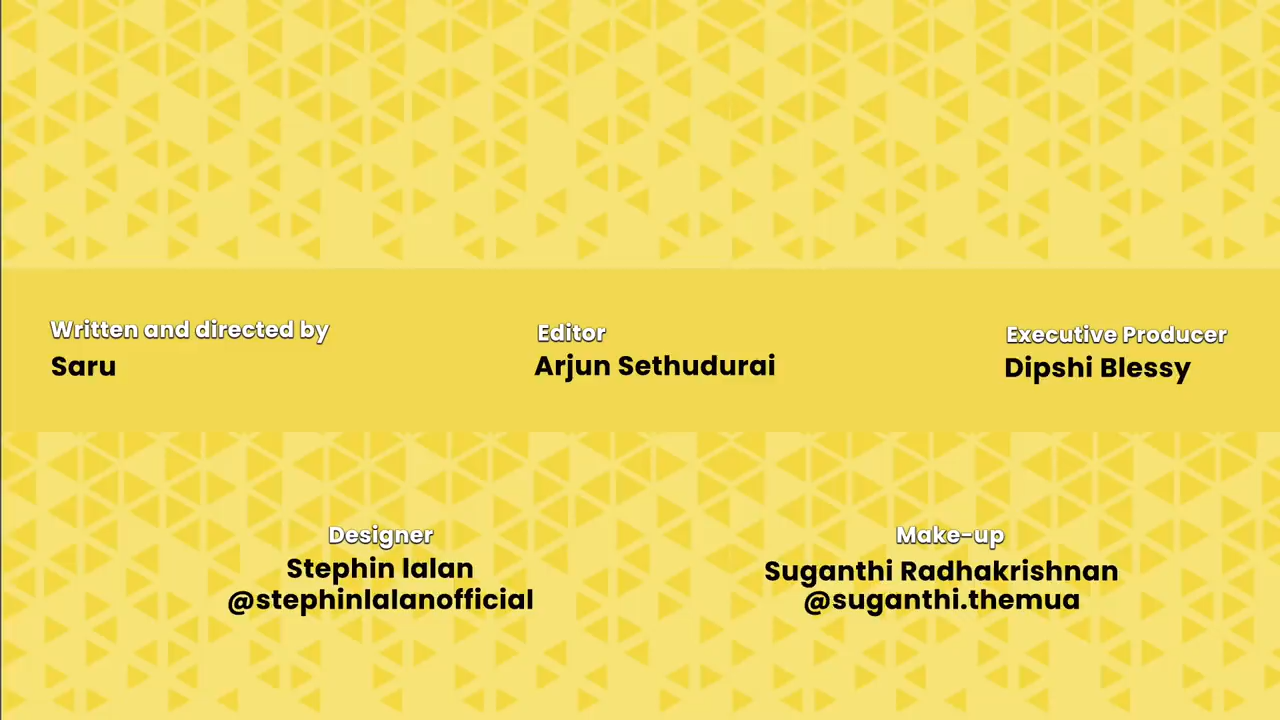 Written and directed by
Saru
Editor
Arjun Sethudurai
Executive Producer
Dipshi Blessy
Designer
Stephin lalan
@stephinlalanofficial
Make-up
Suganthi Radhakrishnan
@suganthi.themua